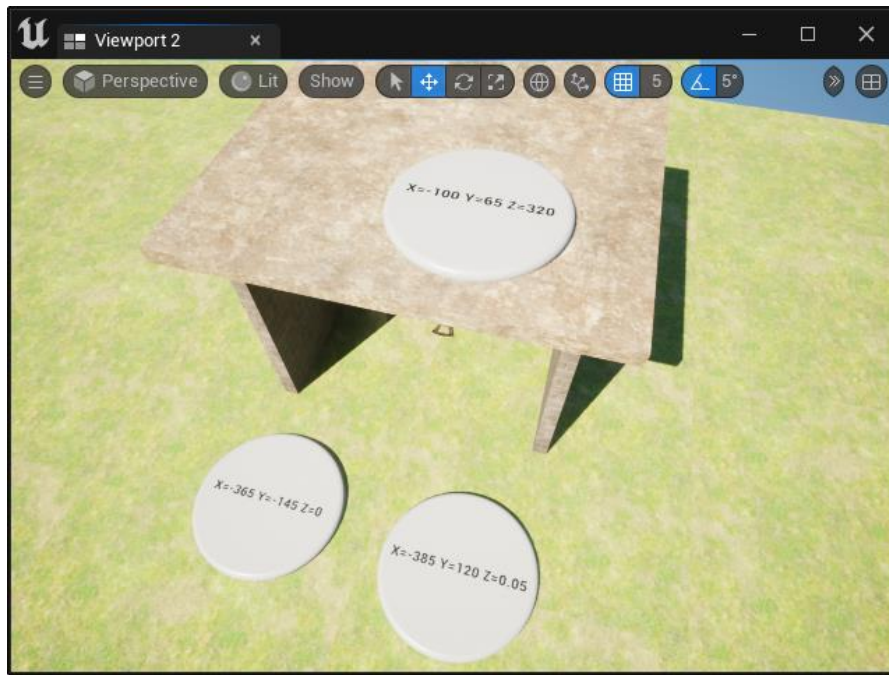 Viewport 2
Perspective Lit Show 5 5°
X=-100 Y=65 Z=320
X=-365 Y=-145 Z=0
X=-385 Y=120 Z=0.05